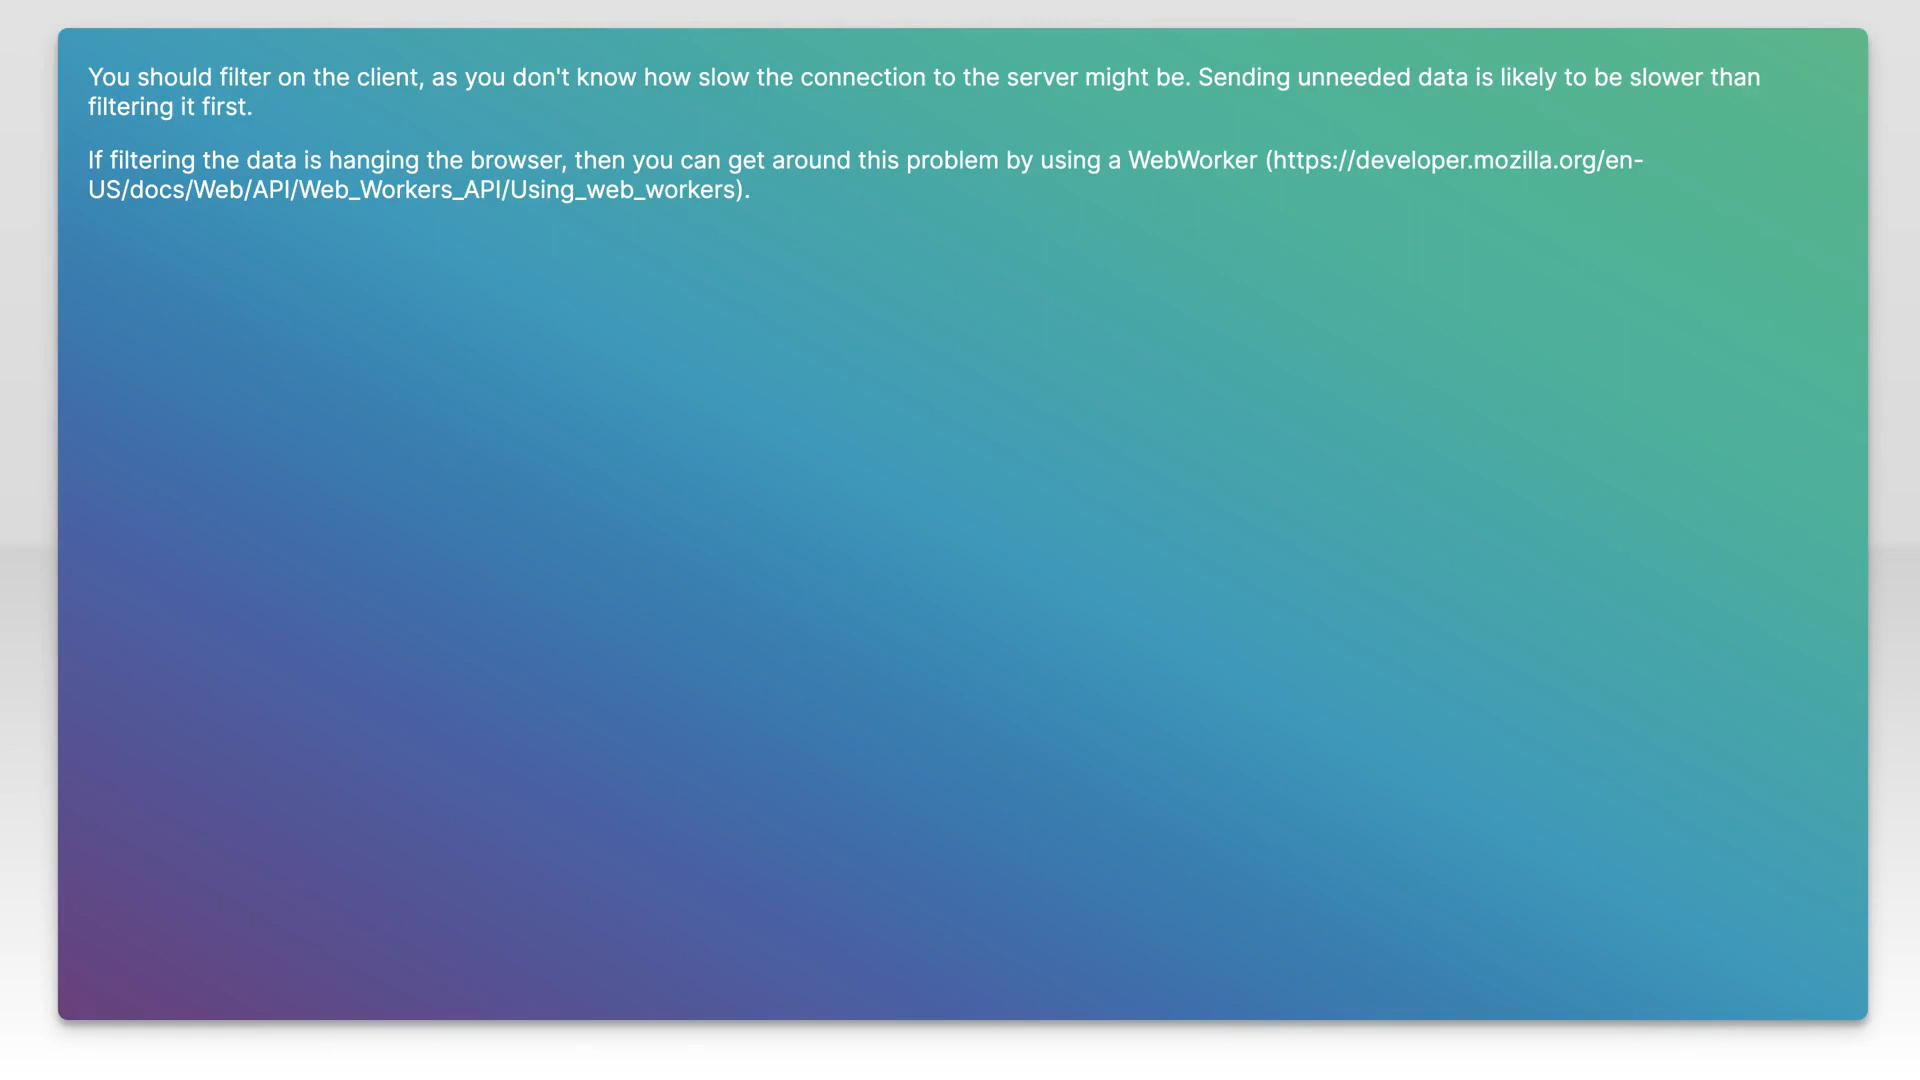 You should filter on the client, as you don't know how slow the connection to the server might be. Sending unneeded data is likely to be slower than
filtering it first.
If filtering the data is hanging the browser, then you can get around this problem by using a WebWorker (https://developer.mozilla.org/en-
US/docs/Web/API/Web_Workers_API/Using_web_workers).